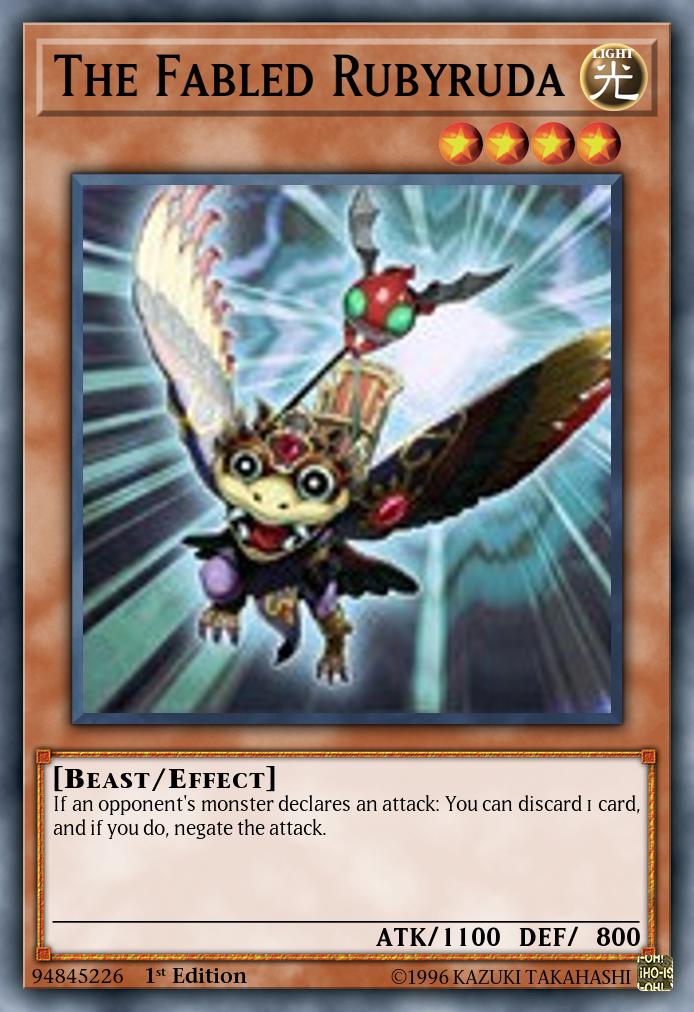 The Fabled Rubyruda
LIGHT
光
[Beast/Effect]
If an opponent's monster declares an attack: You can discard 1 card,
and if you do, negate the attack.
ATK/1100 DEF/ 800
94845226 1st Edition ©1996 KAZUKI TAKAHASHI